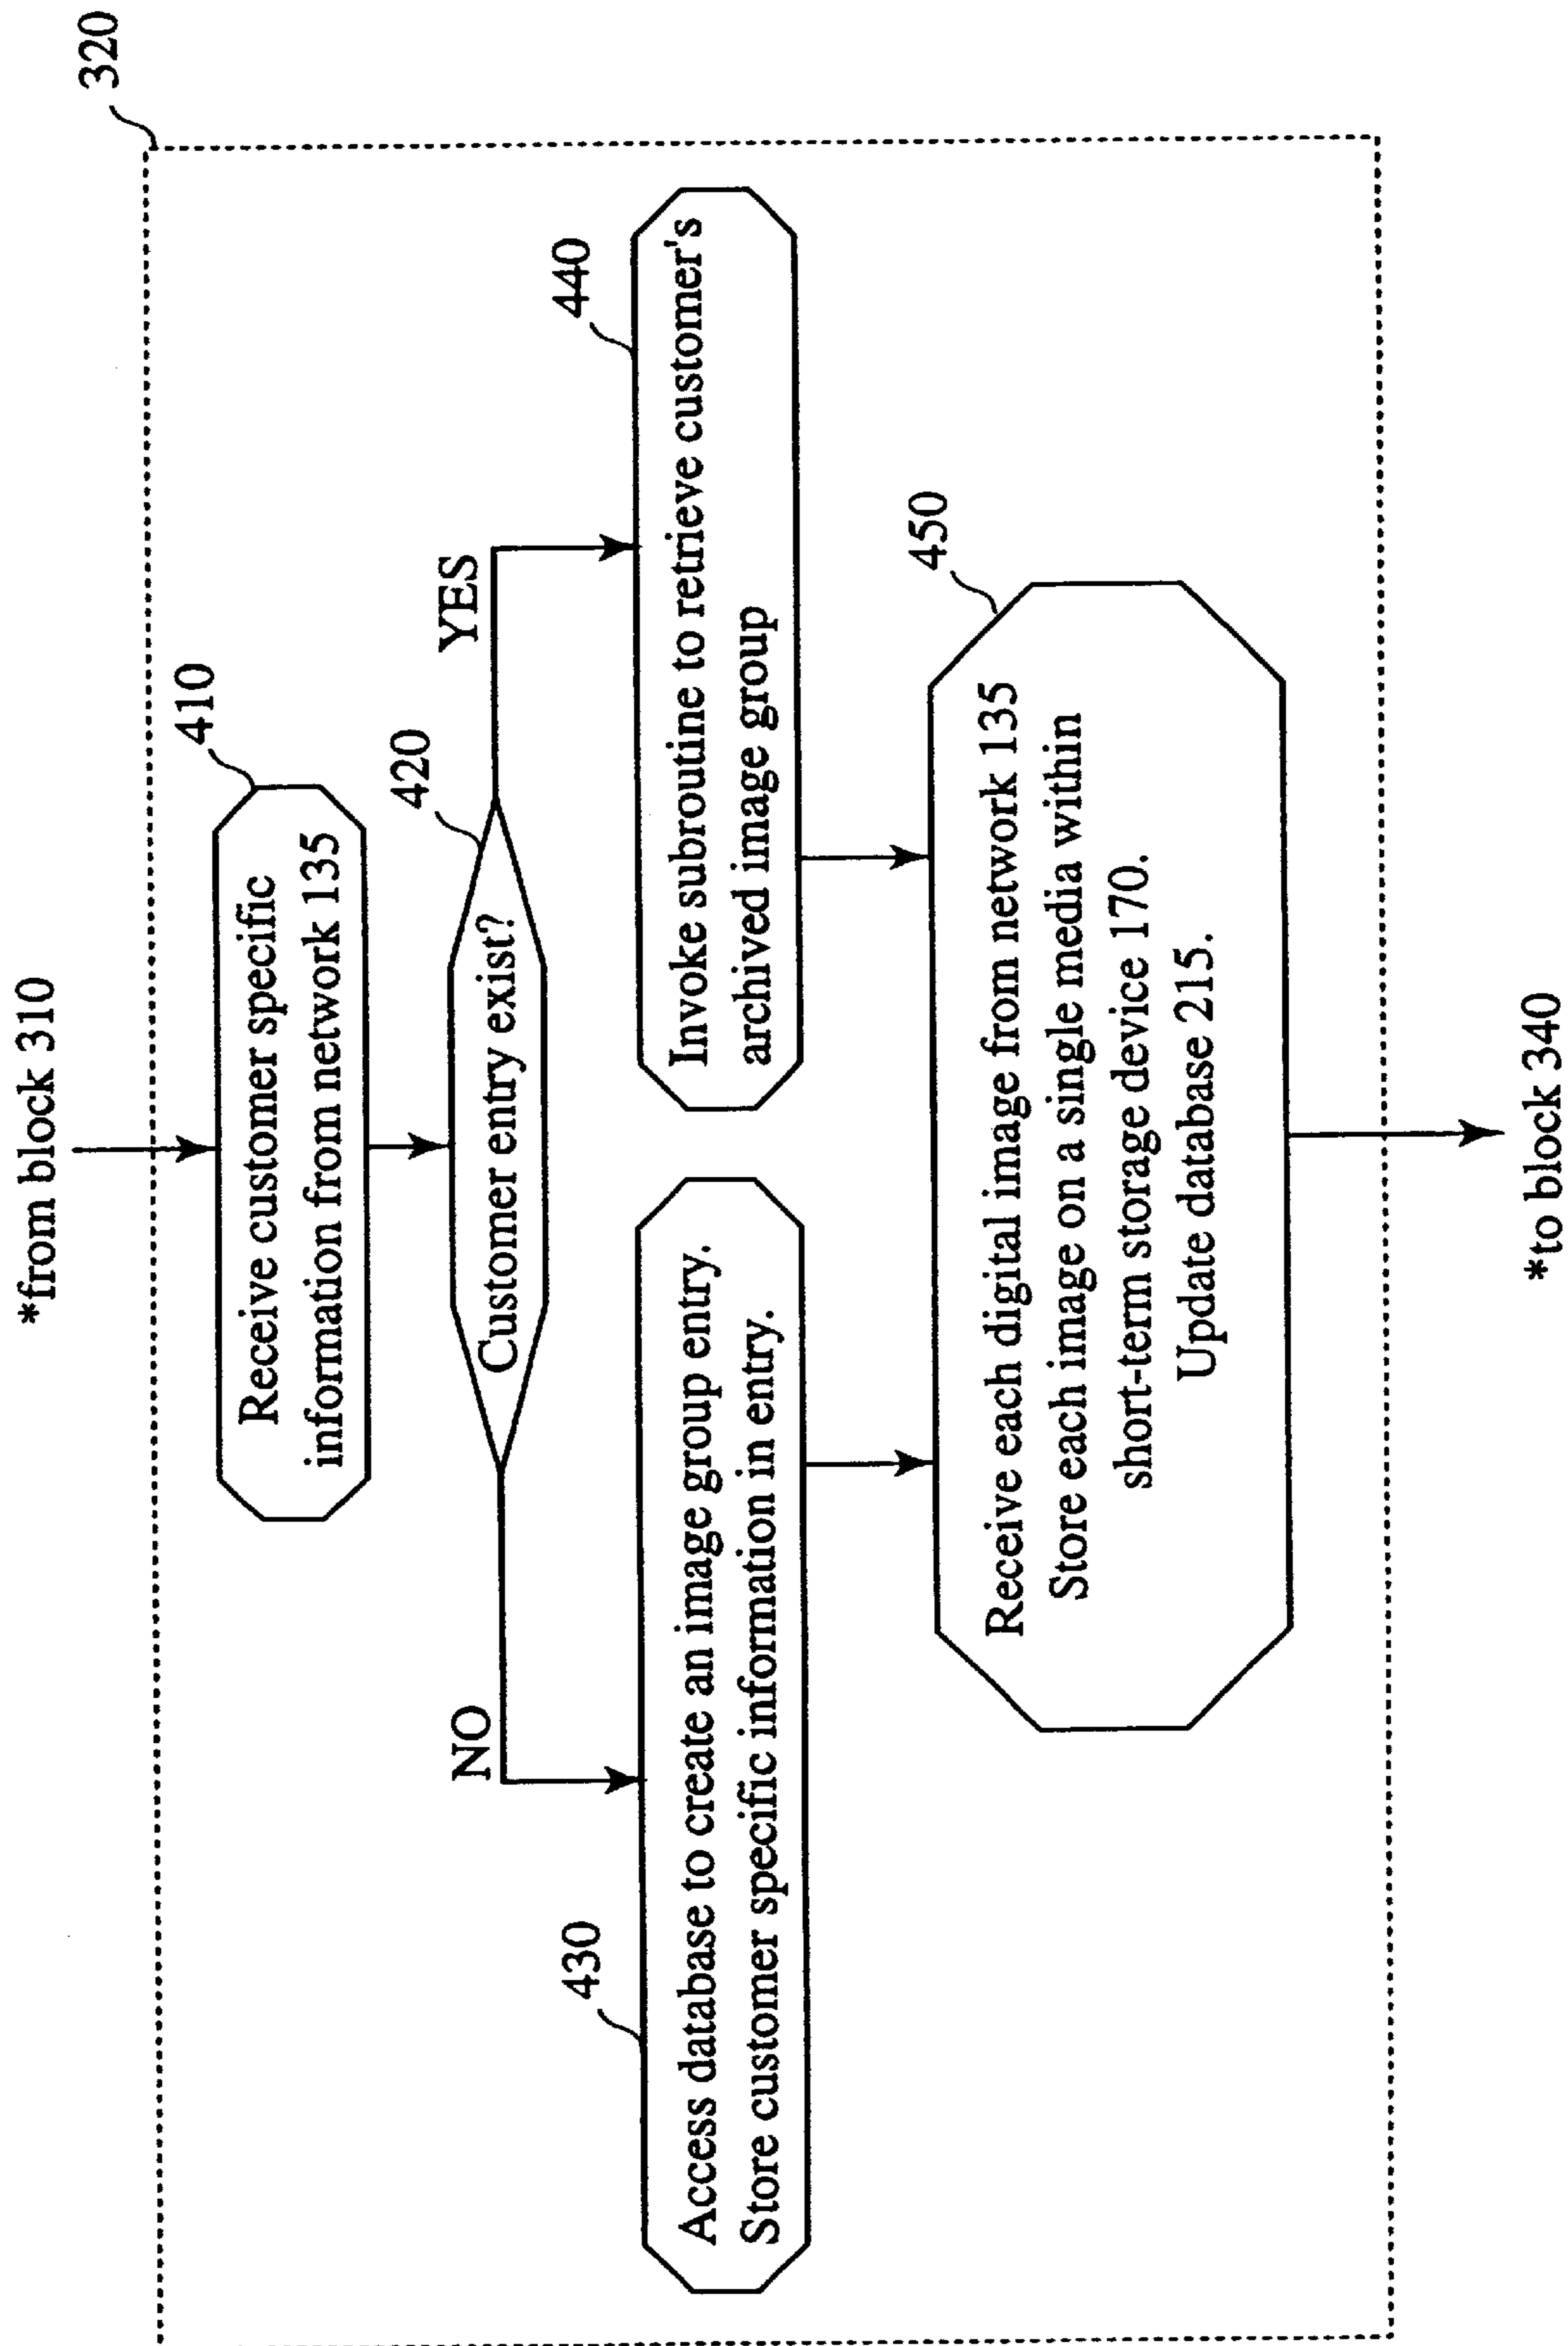 *from block 310
320
410
Receive customer specific
information from network 135
420
Customer entry exist?
NO
YES
430
Access database to create an image group entry.
Store customer specific information in entry.
440
Invoke subroutine to retrieve customer's
archived image group
450
Receive each digital image from network 135
Store each image on a single media within
short-term storage device 170.
Update database 215.
*to block 340